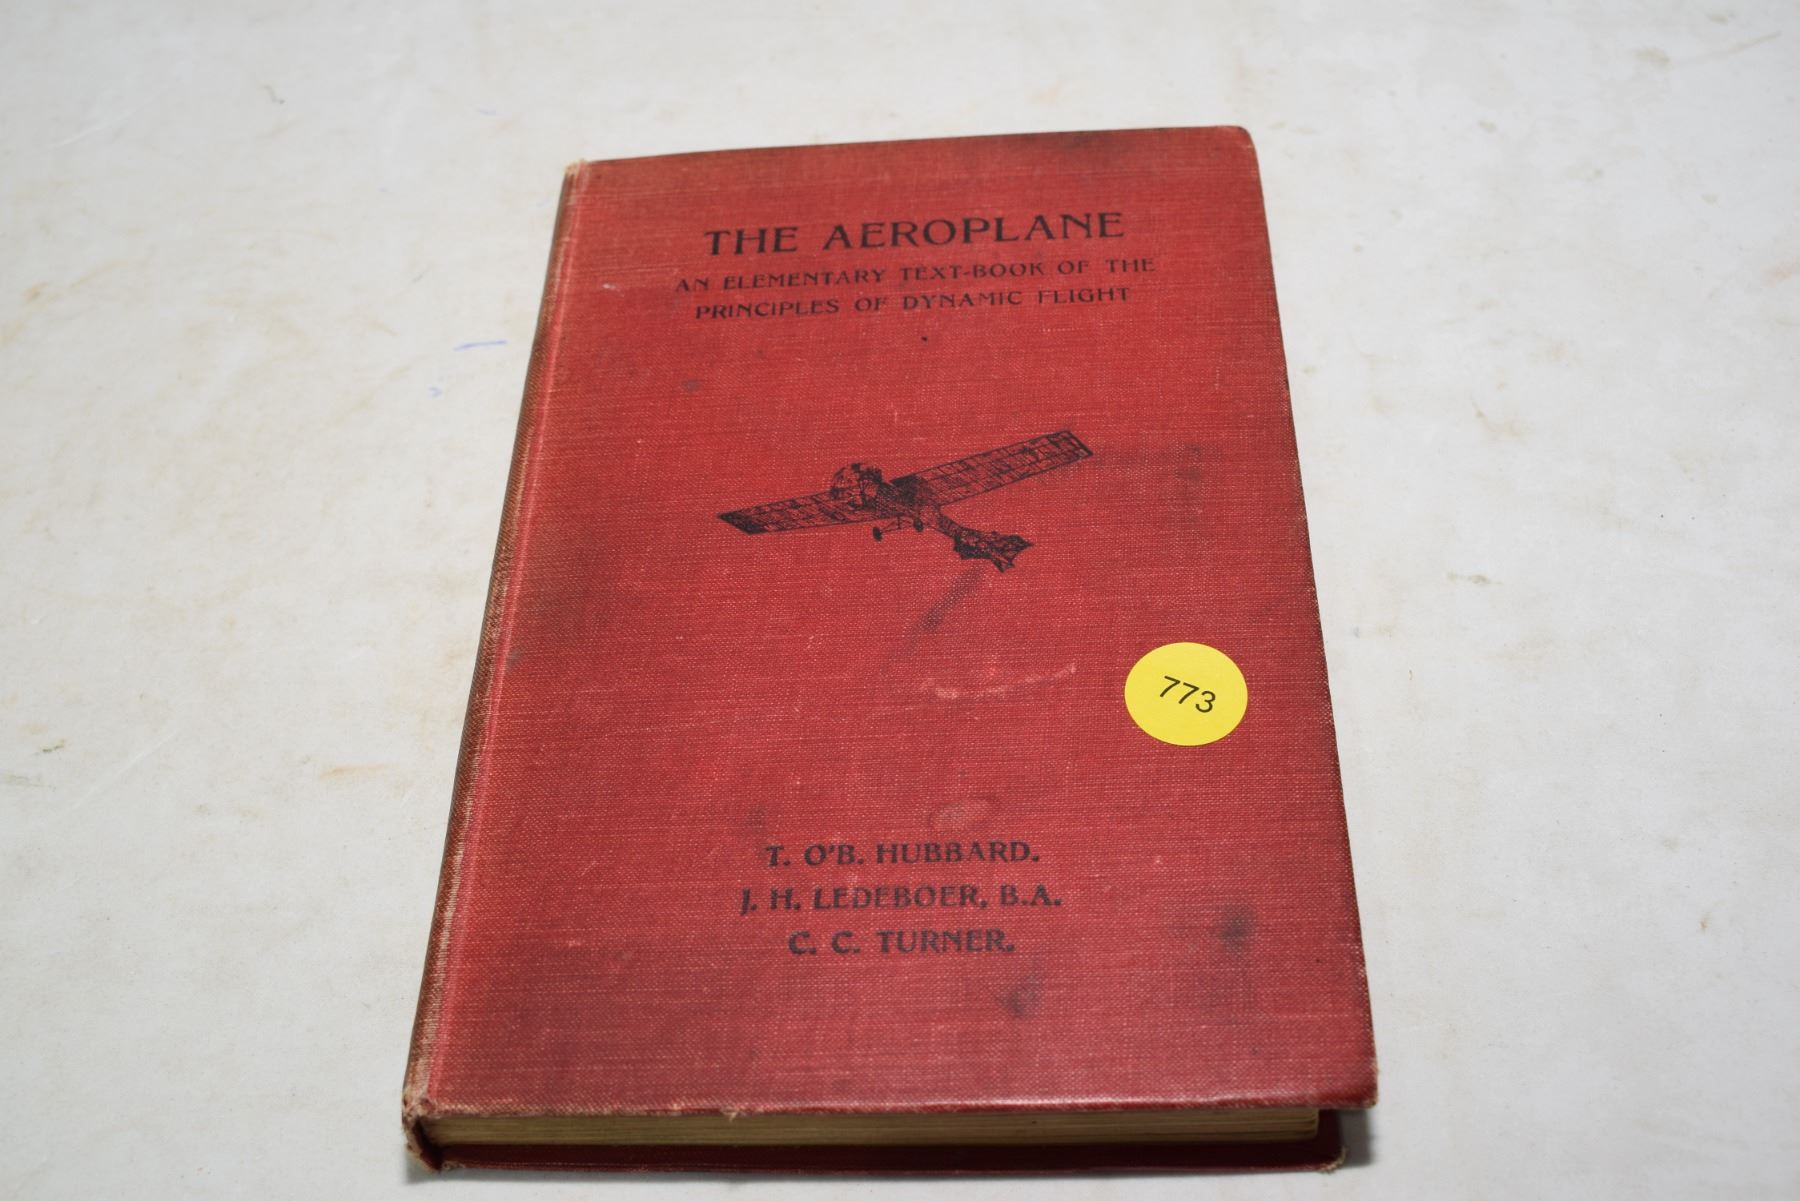 THE AEROPLANE
AN ELEMENTARY TEXT-BOOK OF THE
PRINCIPLES OF DYNAMIC FLIGHT
773
T. O'B. HUBBARD.
J. H. LEDEBOER, B.A.
C. C. TURNER.